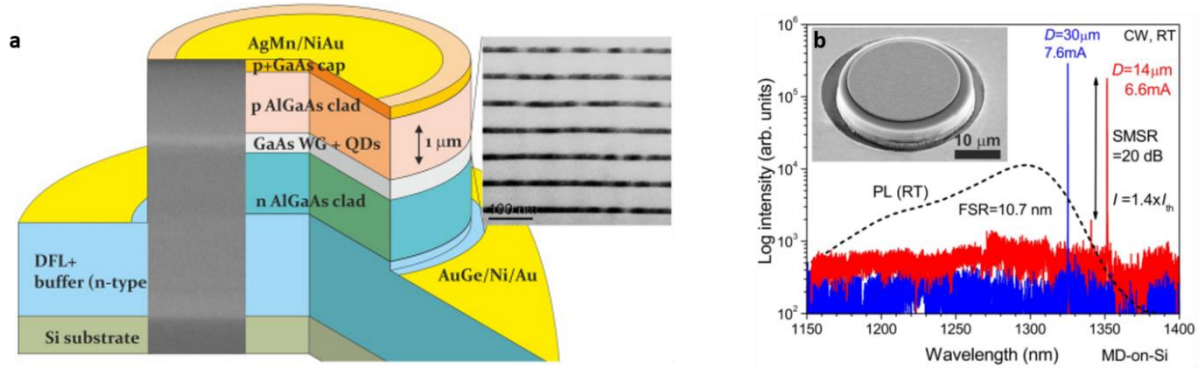 a
AgMn/NiAu
p+GaAs cap
p AlGaAs clad
1 μm
GaAs WG + QDs
n AlGaAs clad
100 nm
DFL+
buffer (n-type
AuGe/Ni/Au
Si substrate
b
Log intensity (arb. units)
10⁶
10⁵
10⁴
10³
10²
D=30μm
7.6mA
CW, RT
D=14μm
6.6mA
10 μm
SMSR
=20 dB
PL (RT)
FSR=10.7 nm
I =1.4xIth
1150 1200 1250 1300 1350 1400
Wavelength (nm)
MD-on-Si